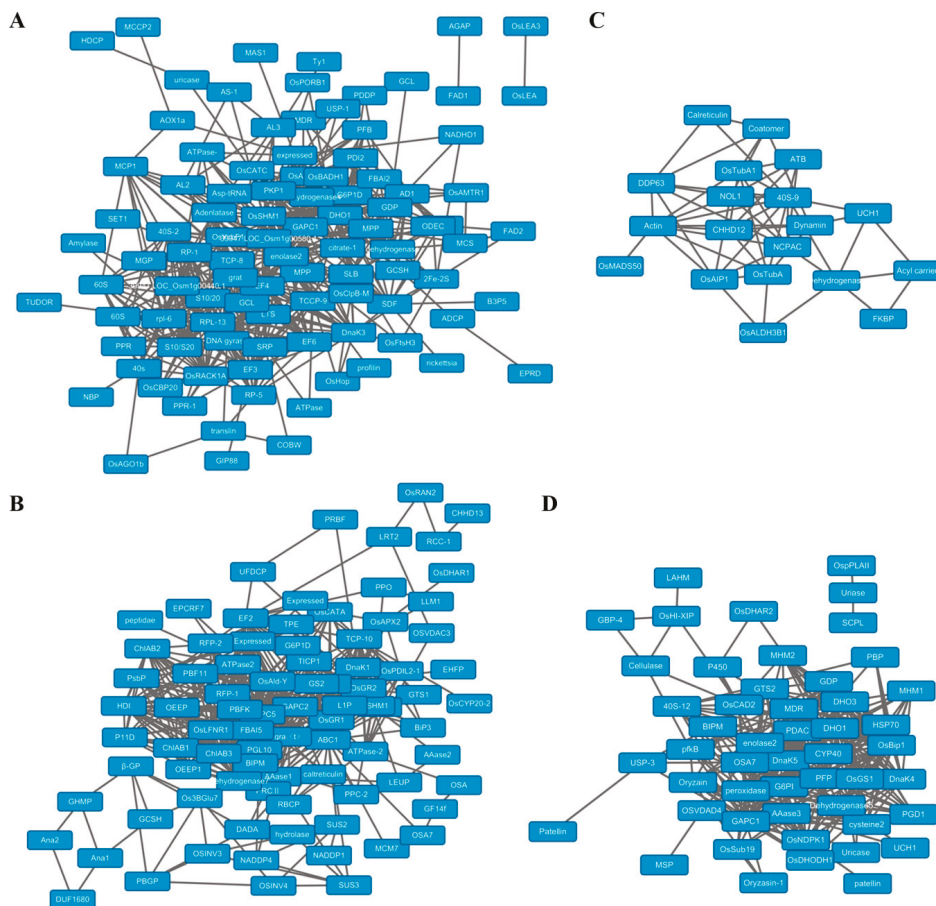 A
MCCP2
HDCP
MAS1
Ty1
uricase
OsPORB1
GCL
AS-1
PDDP
USP-1
AOX1a
MDR
AL3
PFB
NADHD1
expressed
ATPase-
PDI2
MCP1
OsCATC
OsBADH1
FBAI2
AL2
Asp-tRNA
PKP1
G6P1D
AD1
OsAMTR1
Adenlatase
GDP
SET1
OsSHM1
DHO1
GAPC1
MPP
ODEC
FAD2
40S-2
Amylase
RP-1
citrate-1
dehydrogenase
MCS
MGP
TCP-8
enolase2
MPP
SLB
GCSH
2Fe-2S
60S
grat
EF4
OsClpB-M
TUDOR
S10/20
GCL
TCCP-9
SDF
B3P5
60S
rpl-6
RPL-13
ADCP
PPR
S10/S20
DNA gyras
SRP
EF6
DnaK3
OsFtsH3
40s
OsRACK1A
EF3
profilin
rickettsia
EPRD
NBP
OsCBP20
OsHop
PPR-1
RP-5
ATPase
translin
COBW
OsAGO1b
GIP88
AGAP
OsLEA3
FAD1
OsLEA
C
Calreticulin
Coatomer
ATB
OsTubA1
DDP63
NOL1
40S-9
UCH1
Actin
CHHD12
Dynamin
NCPAC
OsMADS50
OsAIP1
OsTubA
Acyl carrier
FKBP
OsALDH3B1
B
OsRAN2
CHHD13
PRBF
LRT2
RCC-1
UFDCP
OsDHAR1
PPO
Expressed
LLM1
EPCRF7
OsCATA
peptidae
EF2
TPE
OsAPX2
OSVDAC3
RFP-2
Expressed
TCP-10
ChIAB2
G6P1D
ATPase2
TICP1
DnaK1
OsPDIL2-1
EHFP
PsbP
PBF11
OsAld-Y
GS2
OsGR2
GTS1
OsCYP20-2
RFP-1
HDI
OEEP
PBFK
GAPC2
L1P
SHM1
OsGR1
BiP3
P11D
OsLFNR1
FBAI5
ChIAB1
ChIAB3
PGL10
ABC1
ATPase-2
AAase2
OEEP1
BIPM
β-GP
AAase1
caltreticulin
LEUP
OSA
GHMP
Os3BGlu7
RBCP
PPC-2
GF14f
GCSH
SUS2
DADA
hydrolase
OSA7
Ana2
MCM7
Ana1
OSINV3
NADDP4
NADDP1
PBGP
OSINV4
SUS3
DUF1680
D
OspPLAII
LAHM
Uriase
OsHI-XIP
OsDHAR2
GBP-4
SCPL
Cellulase
P450
MHM2
PBP
GTS2
GDP
MHM1
40S-12
OsCAD2
MDR
DHO3
BIPM
PDAC
DHO1
HSP70
pfkB
enolase2
OsBip1
USP-3
OSA7
CYP40
DnaK5
Oryzain
PFP
OsGS1
DnaK4
peroxidase
G6PI
OSVDAD4
AAase3
PGD1
GAPC1
cysteine2
Patellin
OsNDPK1
OsSub19
UCH1
MSP
OsDHODH1
Uricase
Oryzasin-1
patellin